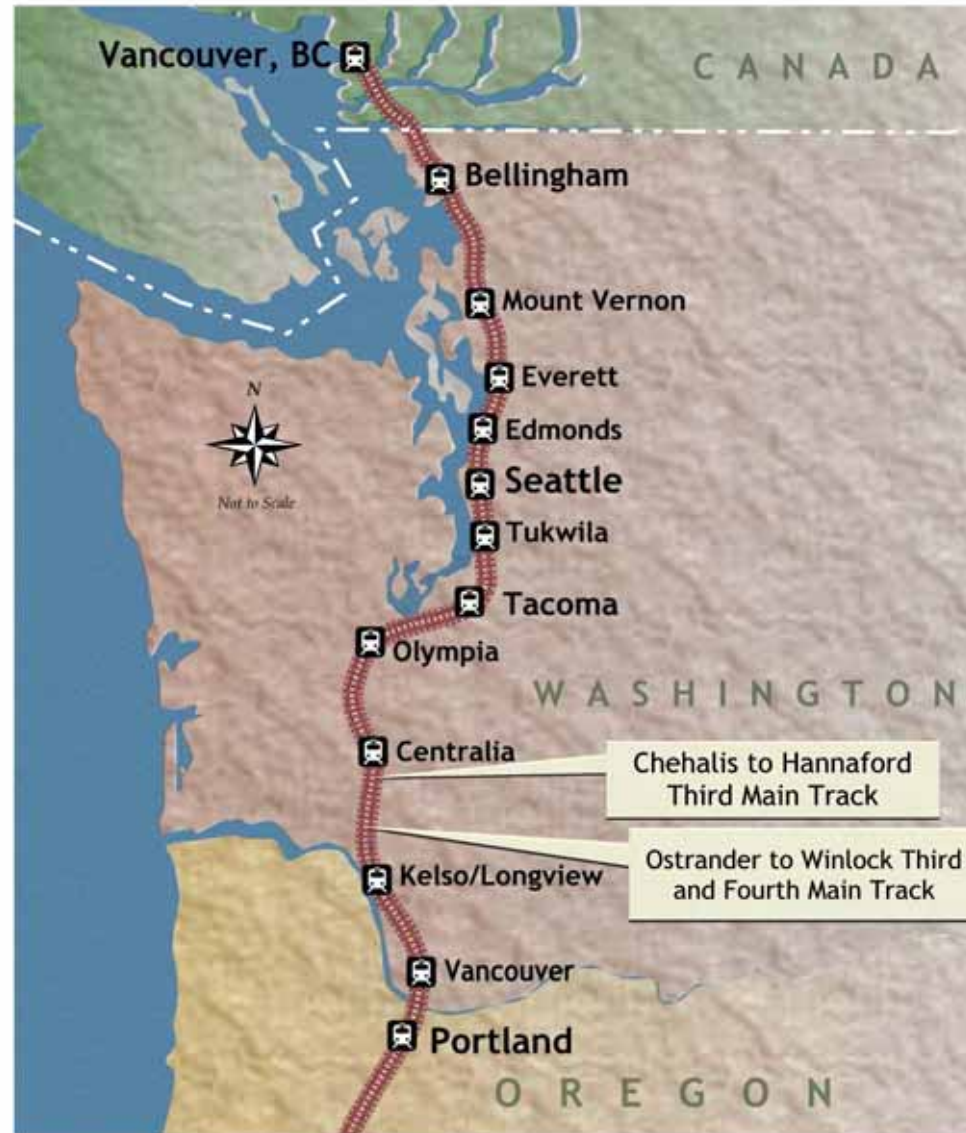 Vancouver, BC
CANADA
Bellingham
Mount Vernon
Everett
N
Edmonds
Seattle
Not to Scale
Tukwila
Tacoma
Olympia
WASHINGTON
Centralia
Chehalis to Hannaford
Third Main Track
Ostrander to Winlock Third
and Fourth Main Track
Kelso/Longview
Vancouver
Portland
OREGON